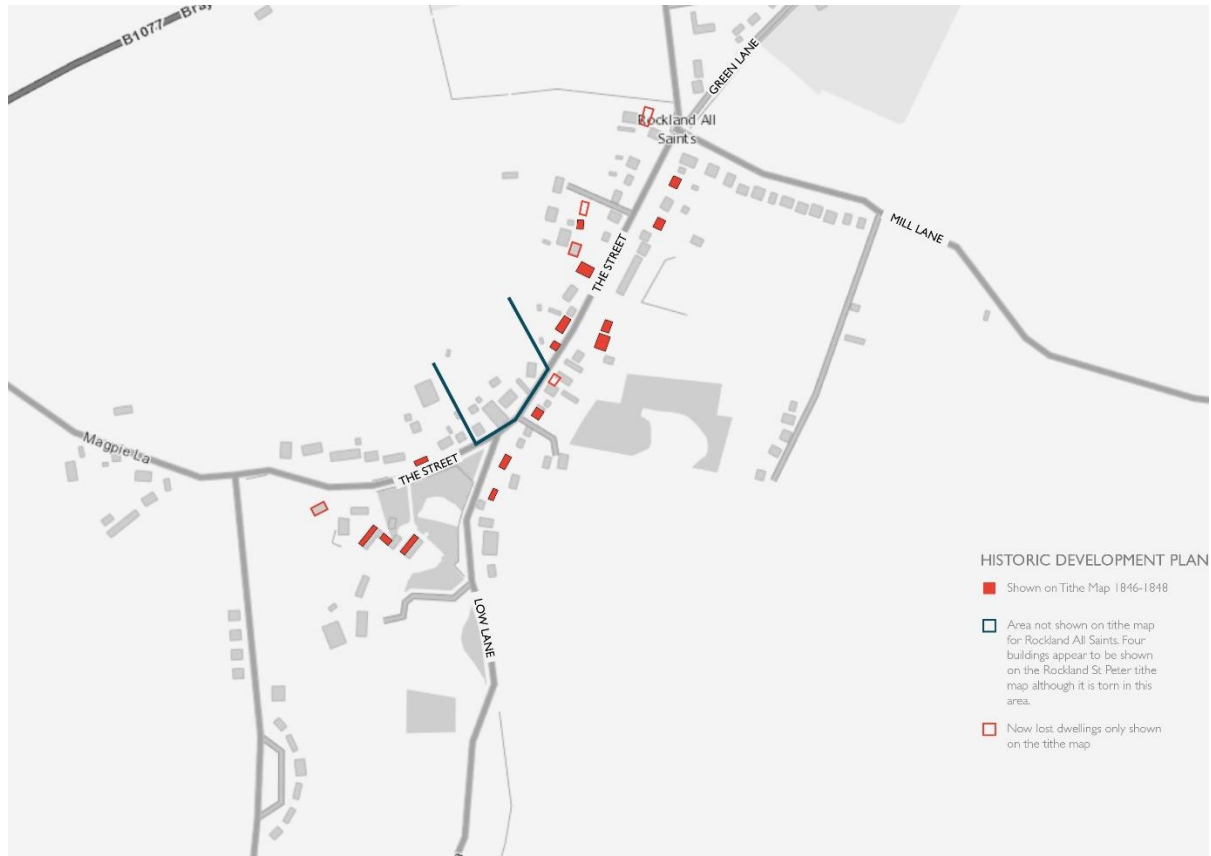 B1077
GREEN LANE
Rockland All
Saints
MILL LANE
THE STREET
Magpie La
THE STREET
LOW LANE
HISTORIC DEVELOPMENT PLAN
Shown on Tithe Map 1846-1848
Area not shown on tithe map
for Rockland All Saints. Four
buildings appear to be shown
on the Rockland St Peter tithe
map although it is torn in this
area.
Now lost dwellings only shown
on the tithe map